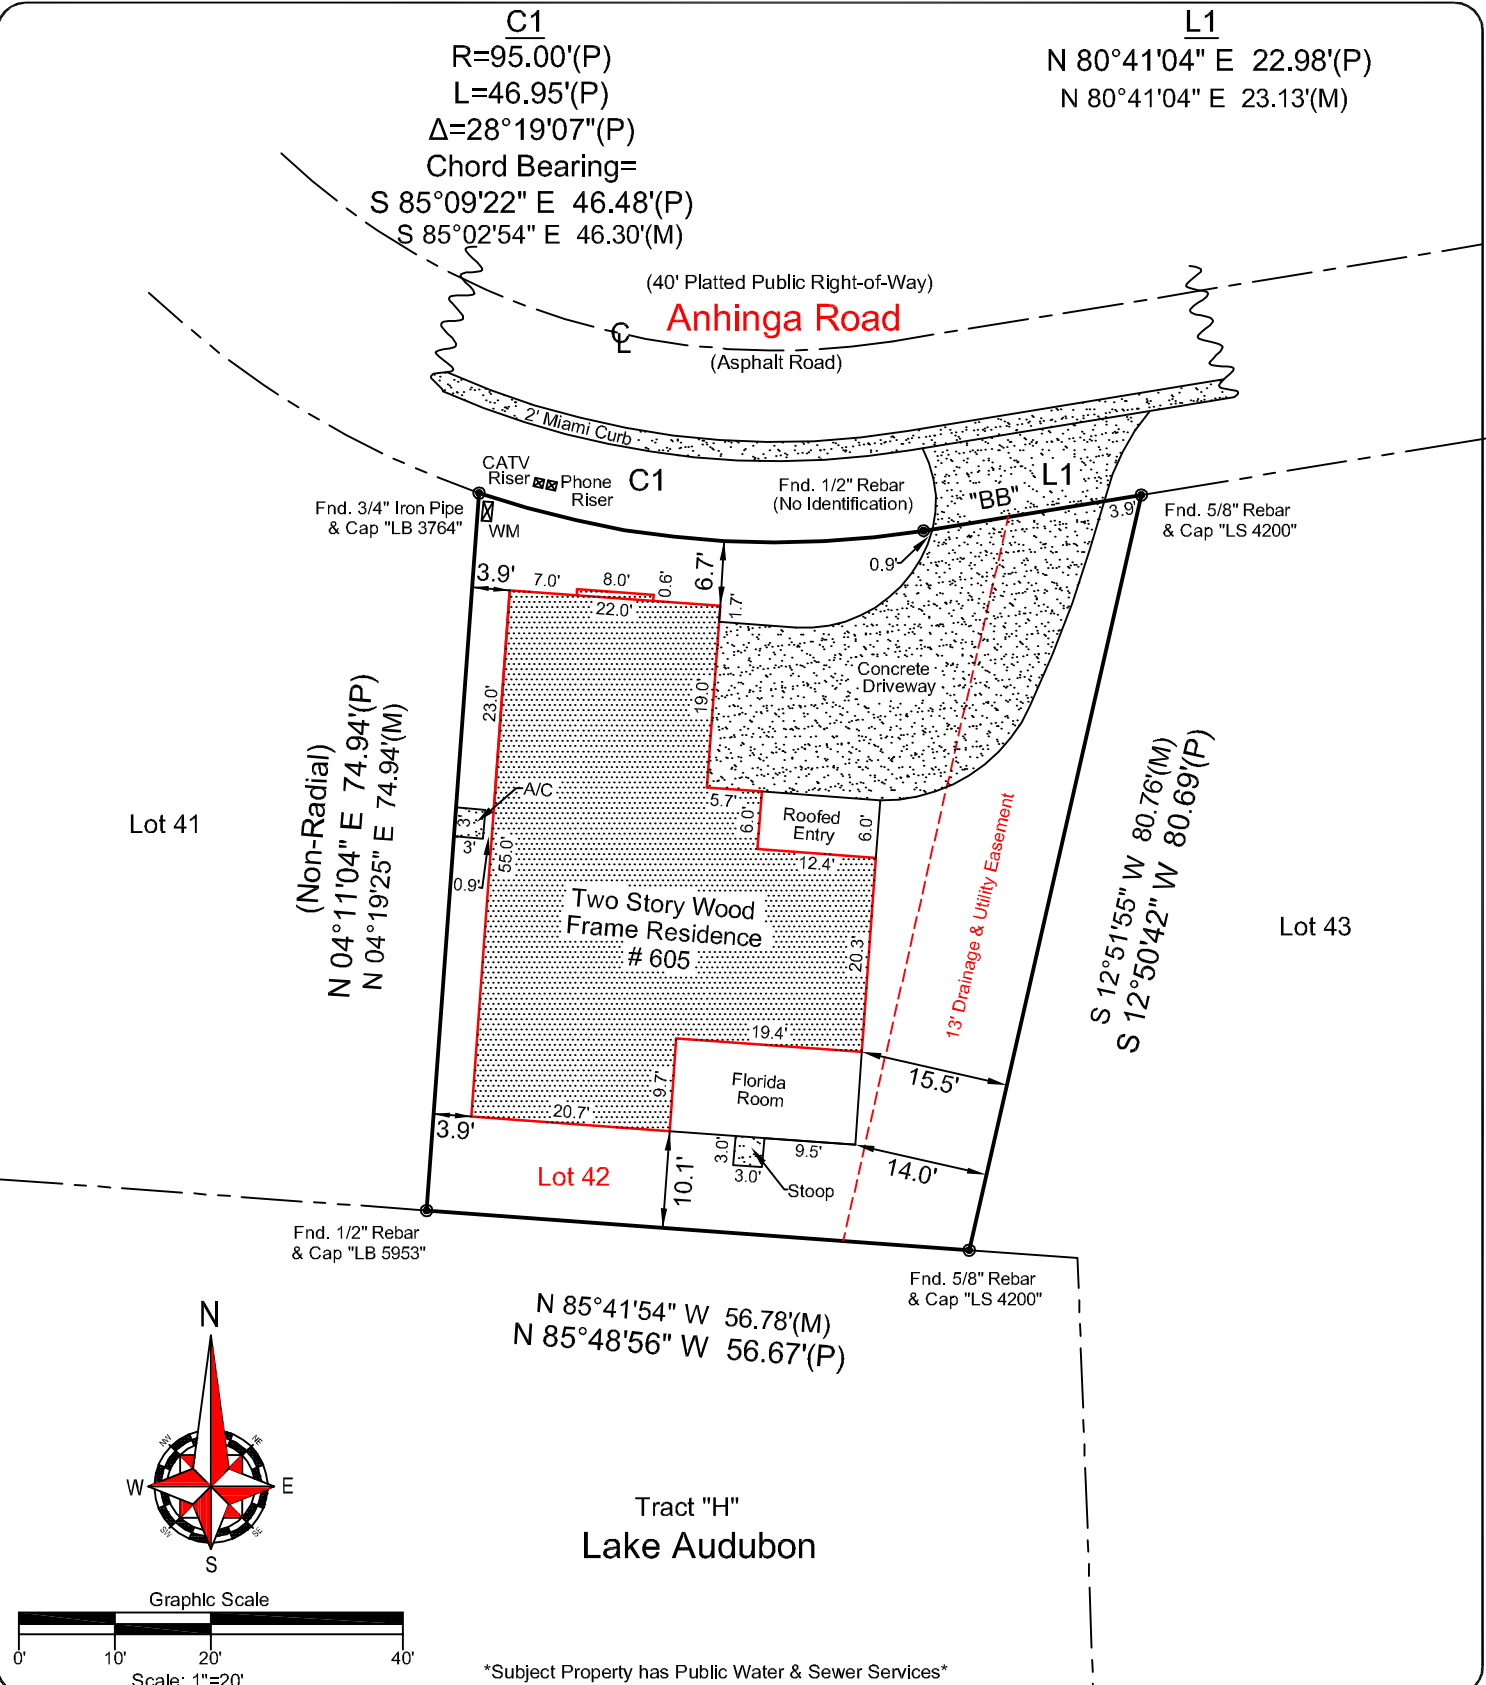 C1
R=95.00'(P)
L=46.95'(P)
Δ=28°19'07"(P)
Chord Bearing=
S 85°09'22" E 46.48'(P)
S 85°02'54" E 46.30'(M)
L1
N 80°41'04" E 22.98'(P)
N 80°41'04" E 23.13'(M)
(40' Platted Public Right-of-Way)
Anhinga Road
CL
(Asphalt Road)
2' Miami Curb
CATV
Riser
Phone
Riser
C1
Fnd. 1/2" Rebar
(No Identification)
"BB"
L1
3.9'
Fnd. 3/4" Iron Pipe
& Cap "LB 3764"
WM
Fnd. 5/8" Rebar
& Cap "LS 4200"
0.9'
3.9'
7.0'
8.0'
0.6'
6.7'
22.0'
1.7'
23.0'
19.0'
Concrete
Driveway
(Non-Radial)
N 04°11'04" E 74.94'(P)
N 04°19'25" E 74.94'(M)
Lot 41
A/C
3'
3'
0.9'
55.0'
5.7'
6.0'
Roofed
Entry
6.0'
12.4'
Two Story Wood
Frame Residence
# 605
20.3'
13' Drainage & Utility Easement
S 12°51'55" W 80.76'(M)
S 12°50'42" W 80.69'(P)
Lot 43
19.4'
9.7'
Florida
Room
15.5'
20.7'
3.9'
3.0'
3.0'
9.5'
14.0'
Stoop
10.1'
Lot 42
Fnd. 1/2" Rebar
& Cap "LB 5953"
Fnd. 5/8" Rebar
& Cap "LS 4200"
N 85°41'54" W 56.78'(M)
N 85°48'56" W 56.67'(P)
N
NW
NE
W
E
SW
SE
S
Tract "H"
Lake Audubon
Graphic Scale
0'
10'
20'
40'
Scale: 1"=20'
*Subject Property has Public Water & Sewer Services*